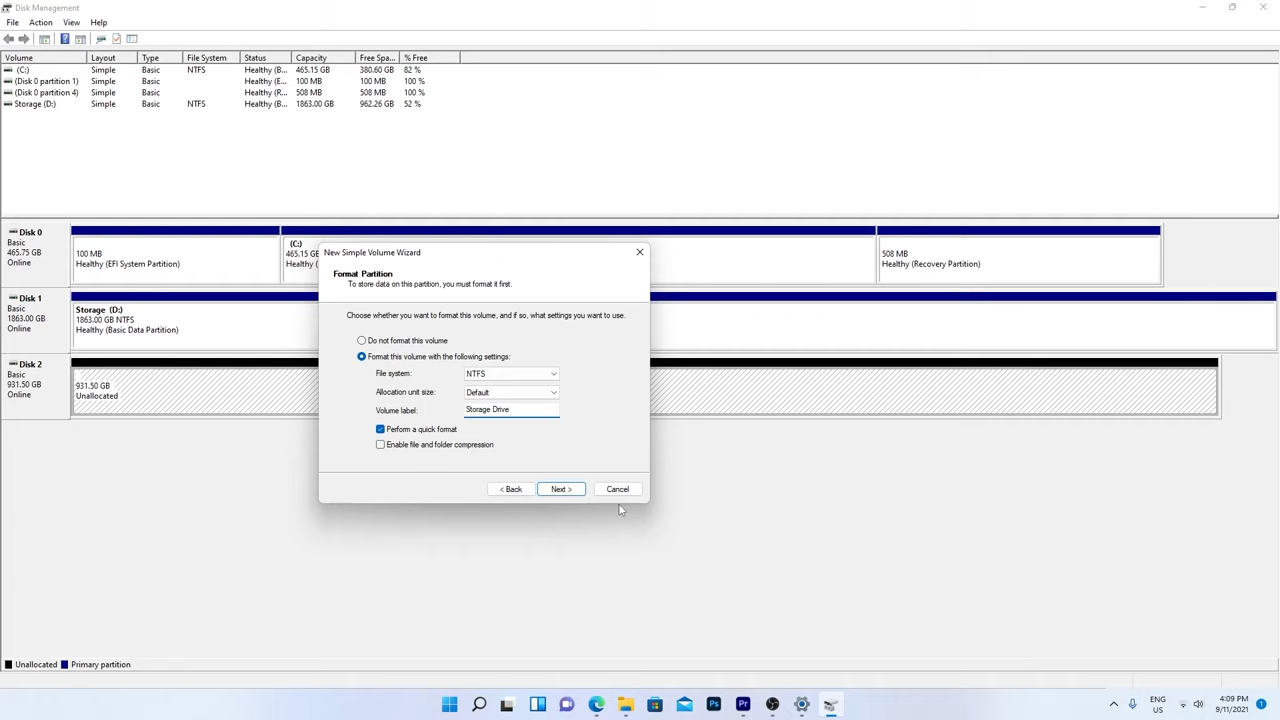 Disk Management
File Action View Help
Volume Layout Type File System Status Capacity Free Spa... % Free
(C:) Simple Basic NTFS Healthy (B... 465.15 GB 380.60 GB 82 %
(Disk 0 partition 1) Simple Basic Healthy (E... 100 MB 100 MB 100 %
(Disk 0 partition 4) Simple Basic Healthy (R... 508 MB 508 MB 100 %
Storage (D:) Simple Basic NTFS Healthy (B... 1863.00 GB 962.26 GB 52 %
Disk 0
Basic
465.75 GB
Online
100 MB
Healthy (EFI System Partition)
(C:)
465.15 GB
Healthy (
508 MB
Healthy (Recovery Partition)
Disk 1
Basic
1863.00 GB
Online
Storage (D:)
1863.00 GB NTFS
Healthy (Basic Data Partition)
Disk 2
Basic
931.50 GB
Online
931.50 GB
Unallocated
New Simple Volume Wizard
Format Partition
To store data on this partition, you must format it first.
Choose whether you want to format this volume, and if so, what settings you want to use.
Do not format this volume
Format this volume with the following settings:
File system: NTFS
Allocation unit size: Default
Volume label: Storage Drive
Perform a quick format
Enable file and folder compression
< Back Next > Cancel
Unallocated Primary partition
Ps Pr
ENG
US
4:09 PM
9/11/2021
1